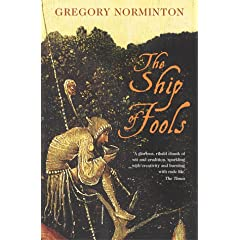 GREGORY NORMINTON
The
Ship
of Fools
'A glorious, ribald chunk of
wit and erudition, sparkling
with creativity and bursting
with rude life'
The Times